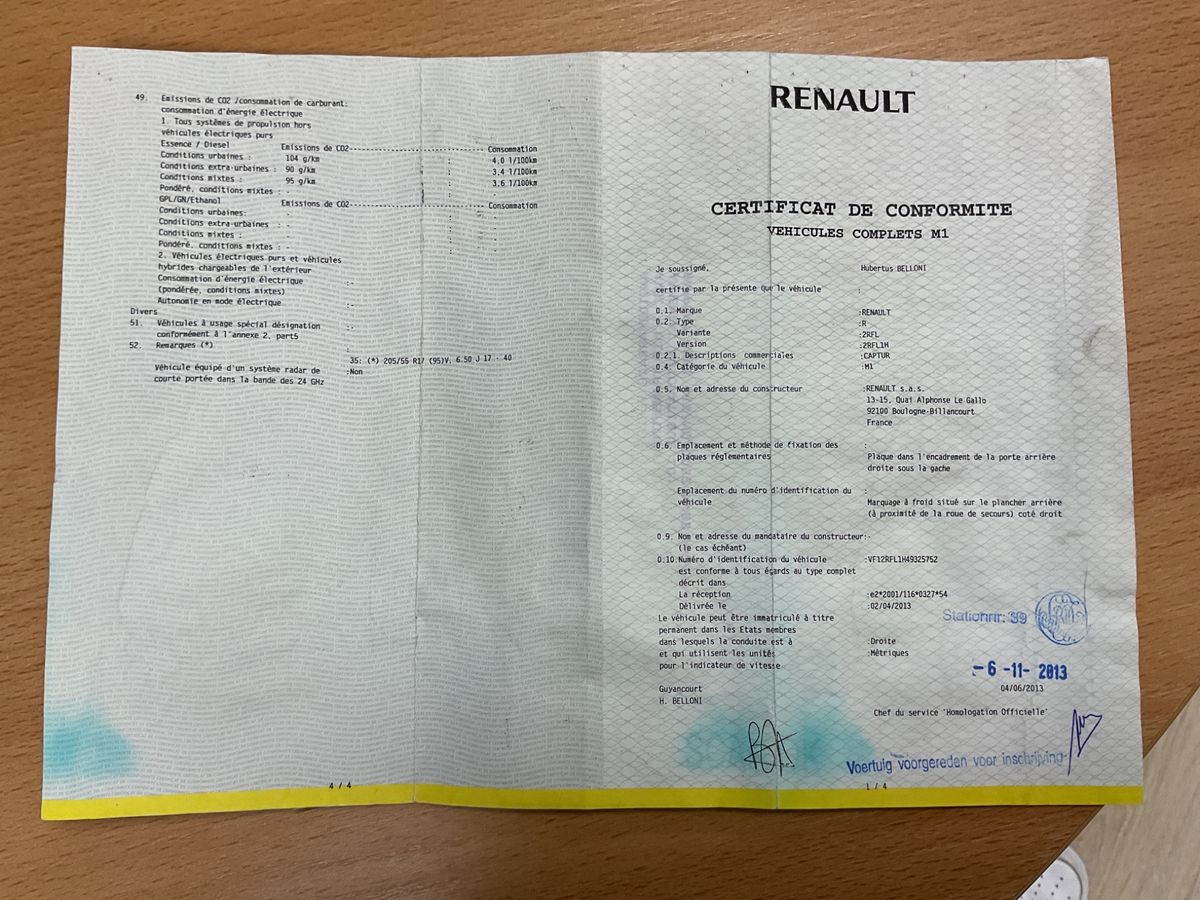 49. Emissions de CO2 /consommation de carburant:
consommation d'énergie électrique
1. Tous systèmes de propulsion hors
véhicules électriques purs
Essence / Diesel Emissions de CO2---------------------- Consommation
Conditions urbaines : 104 g/km : 4,0 l/100km
Conditions extra-urbaines : 90 g/km : 3,4 l/100km
Conditions mixtes : 95 g/km : 3,6 l/100km
Pondéré, conditions mixtes : - :
GPL/GN/Ethanol Emissions de CO2---------------------- Consommation
Conditions urbaines: - :
Conditions extra-urbaines : - :
Conditions mixtes : - :
Pondéré, conditions mixtes : - :
2. Véhicules électriques purs et véhicules
hybrides chargeables de l'extérieur
Consommation d'énergie électrique :-
(pondérée, conditions mixtes)
Autonomie en mode électrique :-
Divers
51. Véhicules à usage spécial désignation :-
conformément à l'annexe 2, part5
52. Remarques (*) :
35: (*) 205/55 R17 (95)V, 6.50 J 17 - 40
Véhicule équipé d'un système radar de :Non
courte portée dans la bande des 24 GHz
4 / 4
RENAULT
CERTIFICAT DE CONFORMITE
VEHICULES COMPLETS M1
Je soussigné, Hubertus BELLONI
certifie par la présente que le véhicule :
0.1. Marque :RENAULT
0.2. Type :R
Variante :2RFL
Version :2RFL1H
0.2.1. Descriptions commerciales :CAPTUR
0.4. Catégorie du véhicule :M1
0.5. Nom et adresse du constructeur :RENAULT s.a.s.
13-15, Quai Alphonse Le Gallo
92100 Boulogne-Billancourt
France
0.6. Emplacement et méthode de fixation des :
plaques réglementaires Plaque dans l'encadrement de la porte arrière
droite sous la gache
Emplacement du numéro d'identification du :
véhicule Marquage à froid situé sur le plancher arrière
(à proximité de la roue de secours) coté droit
0.9. Nom et adresse du mandataire du constructeur:-
(le cas échéant)
0.10 Numéro d'identification du véhicule :VF12RFL1H49325752
est conforme à tous égards au type complet
décrit dans
La réception :e2*2001/116*0327*54
Délivrée le :02/04/2013
Le véhicule peut être immatriculé à titre
permanent dans les Etats membres
dans lesquels la conduite est à :Droite
et qui utilisent les unités :Métriques
pour l'indicateur de vitesse
Stationnr: 39
- 6 -11- 2013
Guyancourt 04/06/2013
H. BELLONI
Chef du service 'Homologation Officielle'
Voertuig voorgereden voor inschrijving
1 / 4